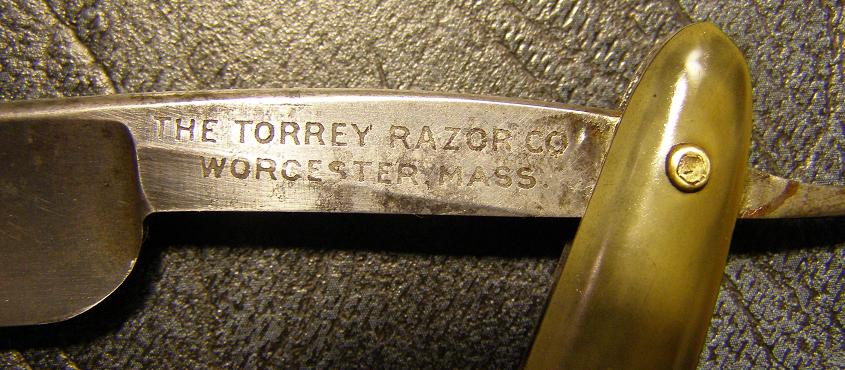 THE TORREY RAZOR CO
WORCESTER, MASS.